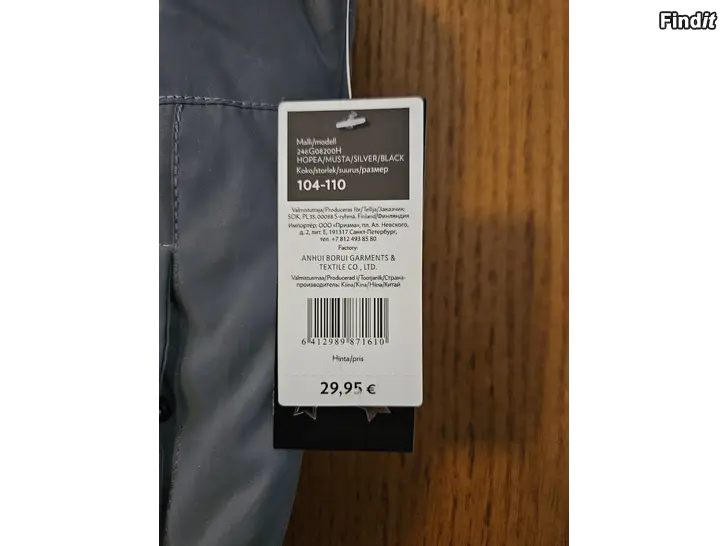 Findit
Malli/modell
246G08200H
HOPEA/MUSTA/SILVER/BLACK
Koko/storlek/suurus/размер
104-110
Valmistuttaja/Produceras för/Tellija/Заказчик:
SOK, PL 35, 00088 S-ryhmä, Finland/Финляндия
Импортёр: ООО «Призма», пл. Ал. Невского,
д. 2, лит. Е, 191317 Санкт-Петербург,
тел. +7 812 493 85 80
Factory:
ANHUI BORUI GARMENTS &
TEXTILE CO., LTD.
Valmistusmaa/Producerad i/Tootjariik/Страна-
производитель: Kiina/Kina/Hiina/Китай
6 412989 871610
Hinta/pris
29,95 €